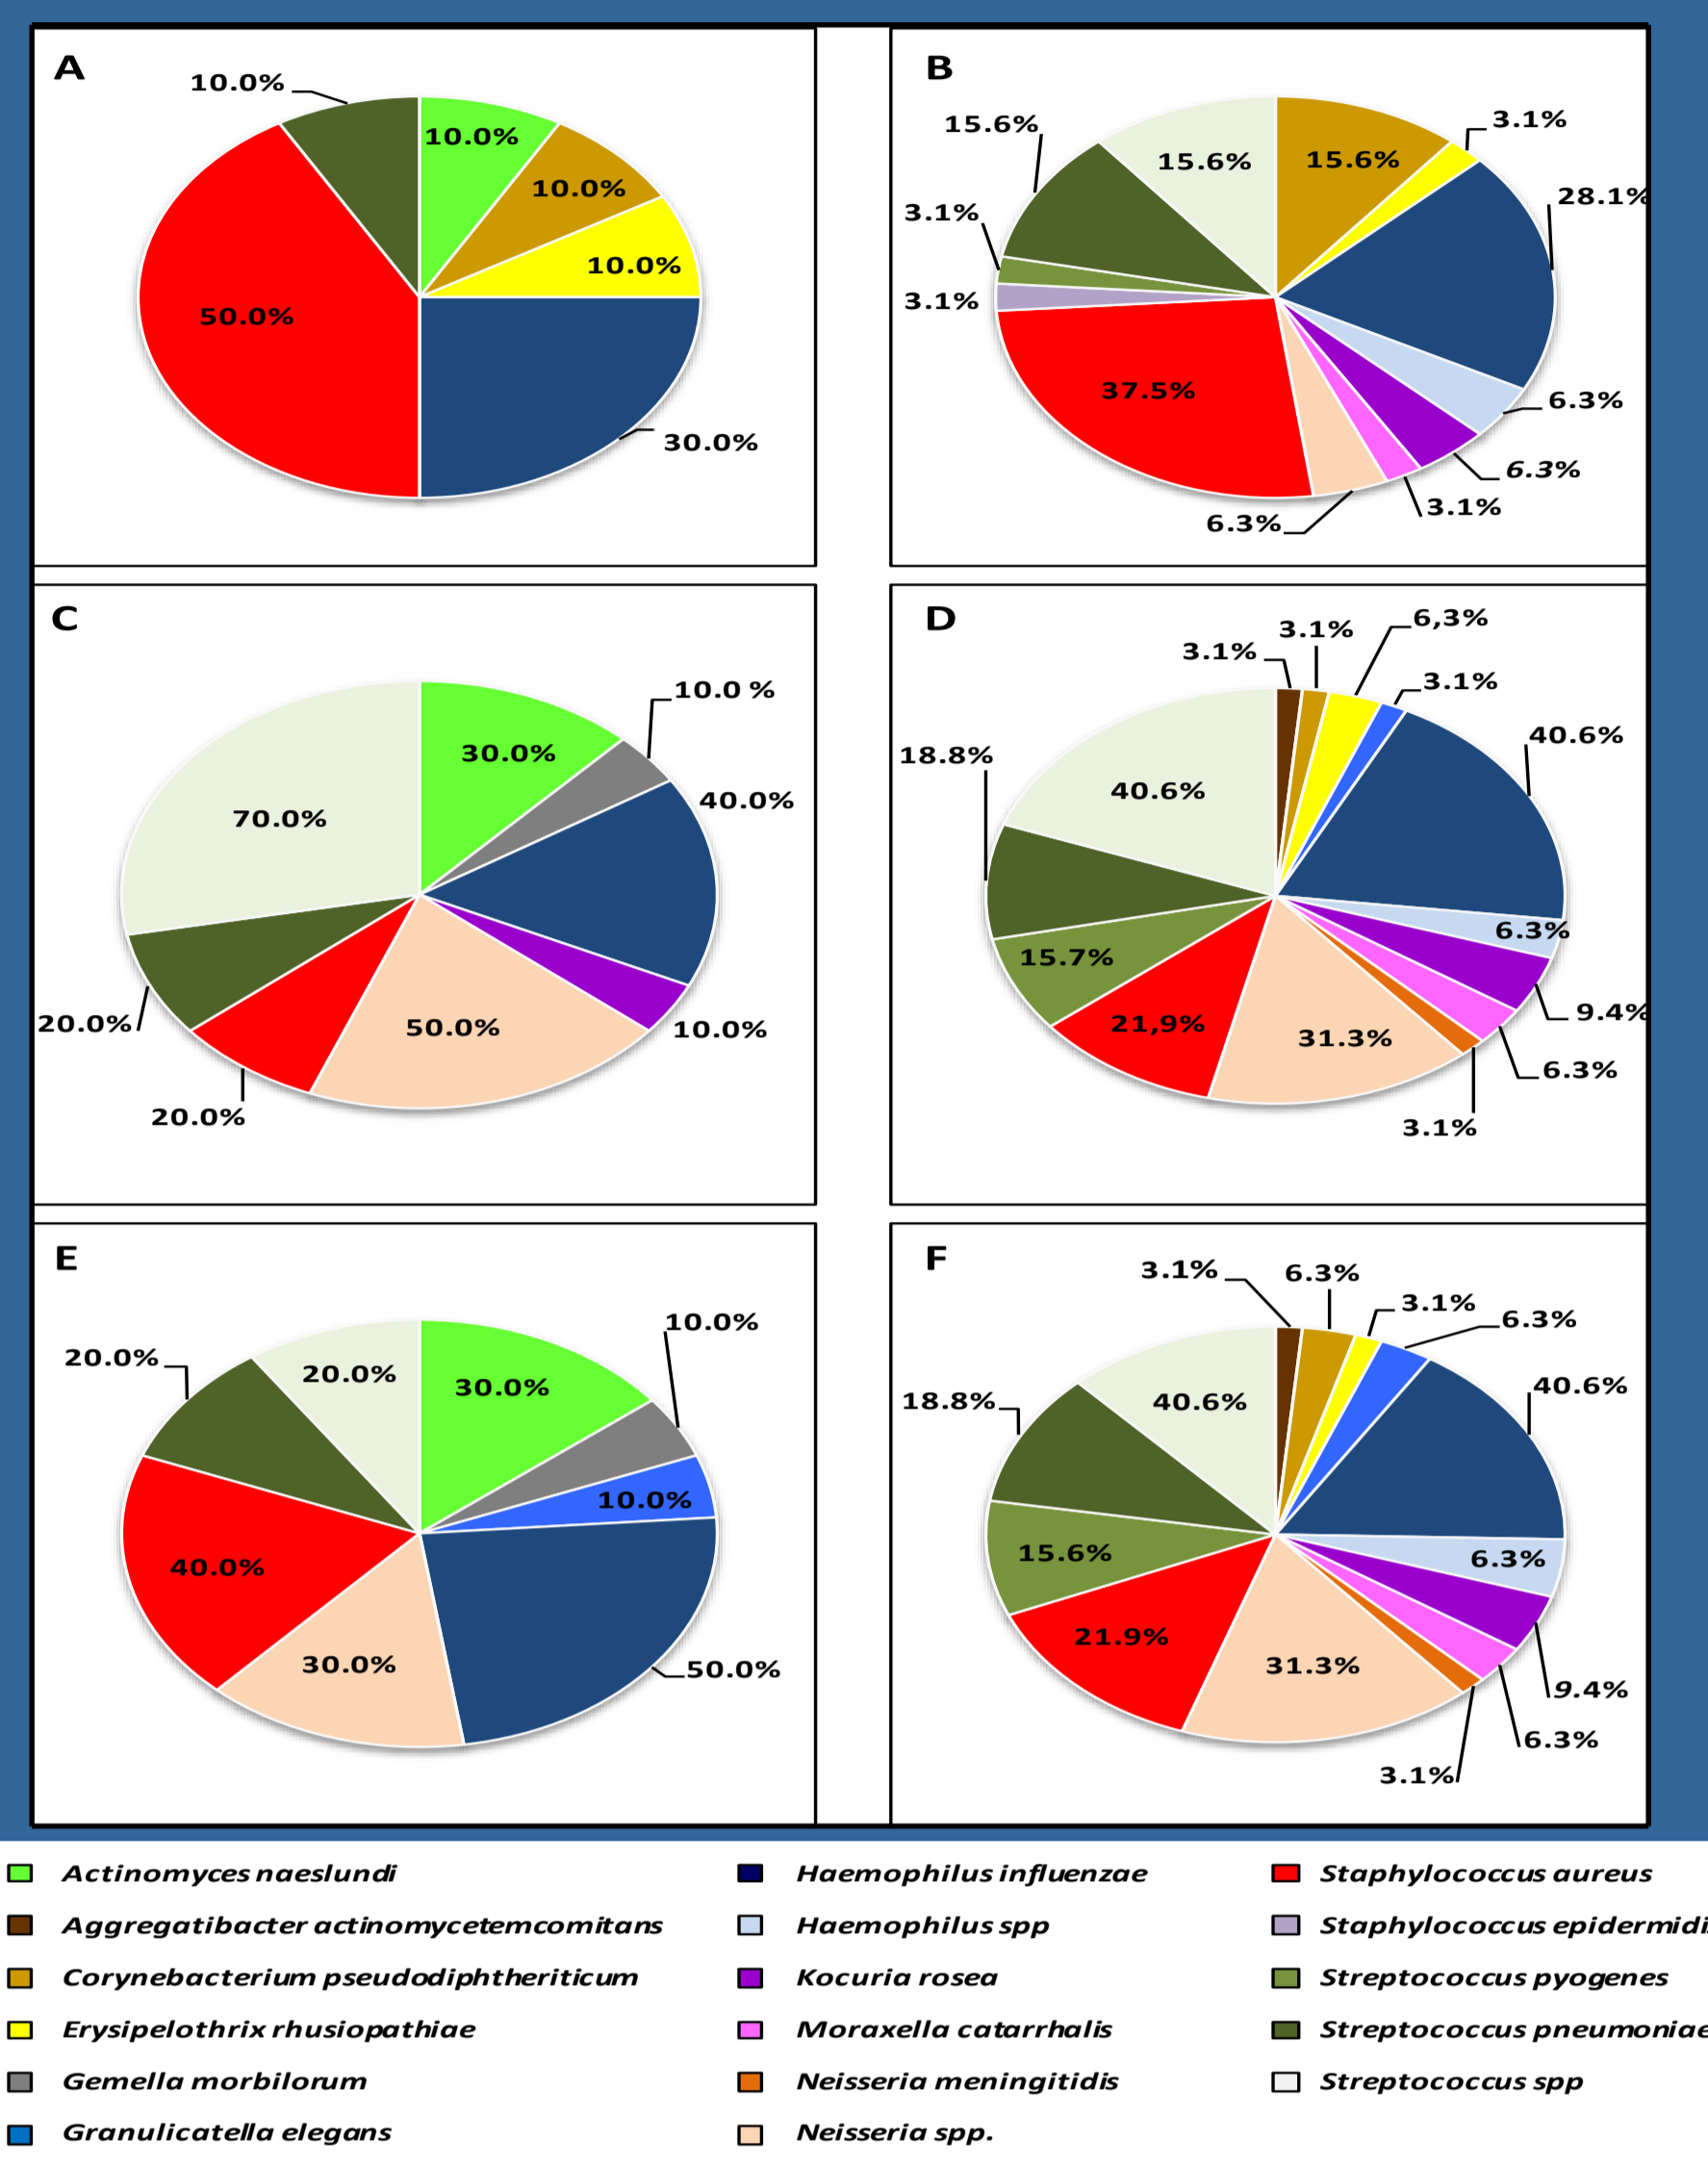 A
10.0%
10.0%
10.0%
10.0%
50.0%
30.0%
B
15.6%
3.1%
15.6%
15.6%
28.1%
3.1%
3.1%
37.5%
6.3%
6.3%
3.1%
6.3%
C
10.0 %
30.0%
40.0%
70.0%
20.0%
50.0%
10.0%
20.0%
D
6,3%
3.1%
3.1%
3.1%
40.6%
18.8%
40.6%
6.3%
15.7%
9.4%
21,9%
31.3%
6.3%
3.1%
E
10.0%
20.0%
20.0%
30.0%
10.0%
40.0%
30.0%
50.0%
F
3.1%
6.3%
3.1%
6.3%
40.6%
18.8%
40.6%
15.6%
6.3%
21.9%
31.3%
9.4%
6.3%
3.1%
Actinomyces naeslundi
Aggregatibacter actinomycetemcomitans
Corynebacterium pseudodiphtheriticum
Erysipelothrix rhusiopathiae
Gemella morbilorum
Granulicatella elegans
Haemophilus influenzae
Haemophilus spp
Kocuria rosea
Moraxella catarrhalis
Neisseria meningitidis
Neisseria spp.
Staphylococcus aureus
Staphylococcus epidermidi
Streptococcus pyogenes
Streptococcus pneumoniae
Streptococcus spp